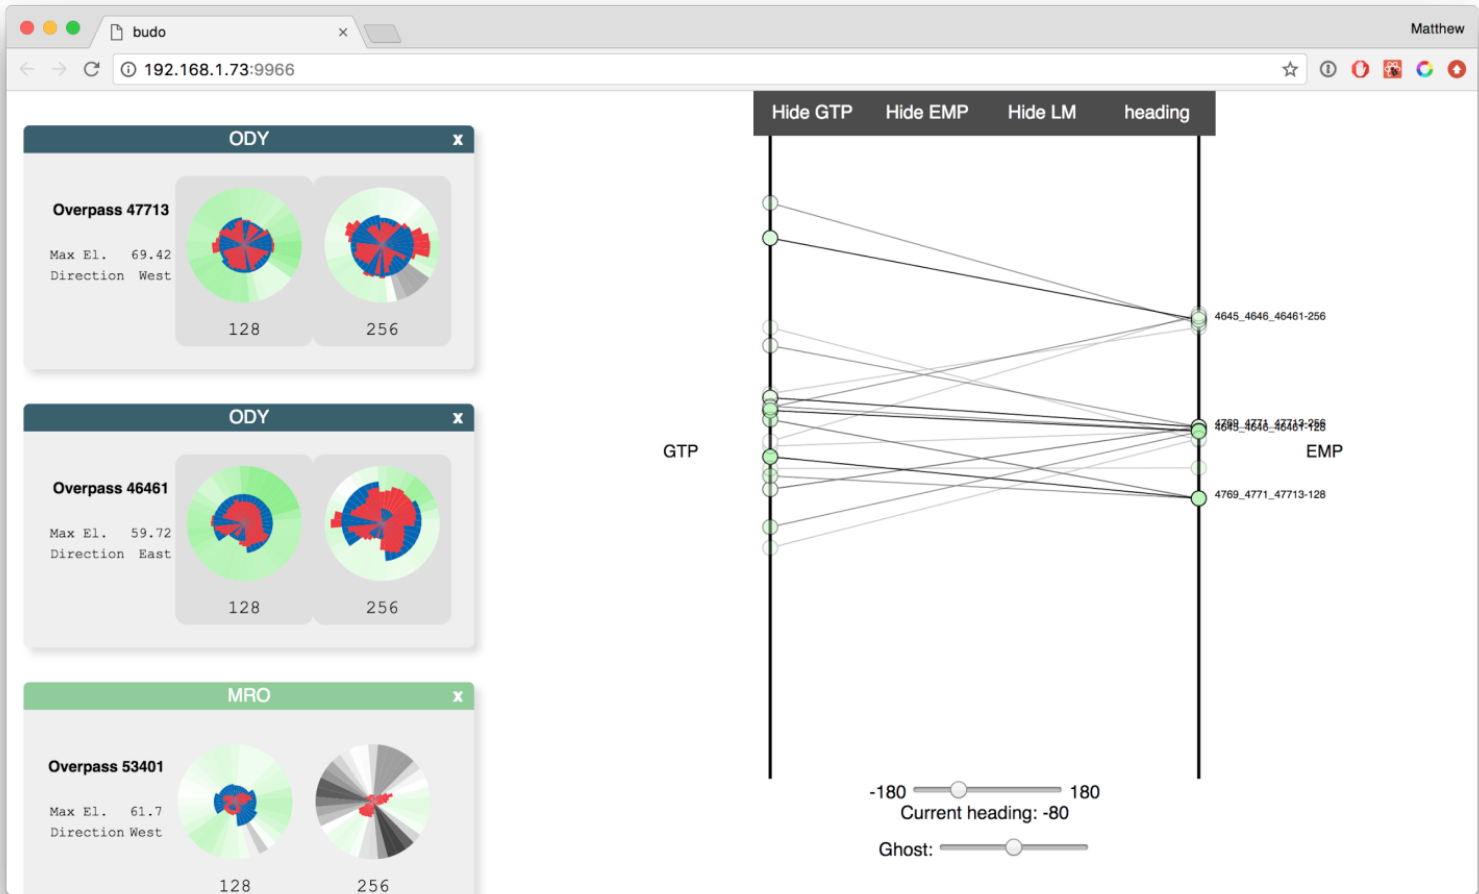 budo
Matthew
192.168.1.73:9966
Hide GTP Hide EMP Hide LM heading
ODY x
Overpass 47713
Max El. 69.42
Direction West
128 256
ODY x
Overpass 46461
Max El. 59.72
Direction East
128 256
MRO x
Overpass 53401
Max El. 61.7
Direction West
128 256
GTP
4645_4646_46461-256
4769_4771_47713-128
EMP
-180 180
Current heading: -80
Ghost: